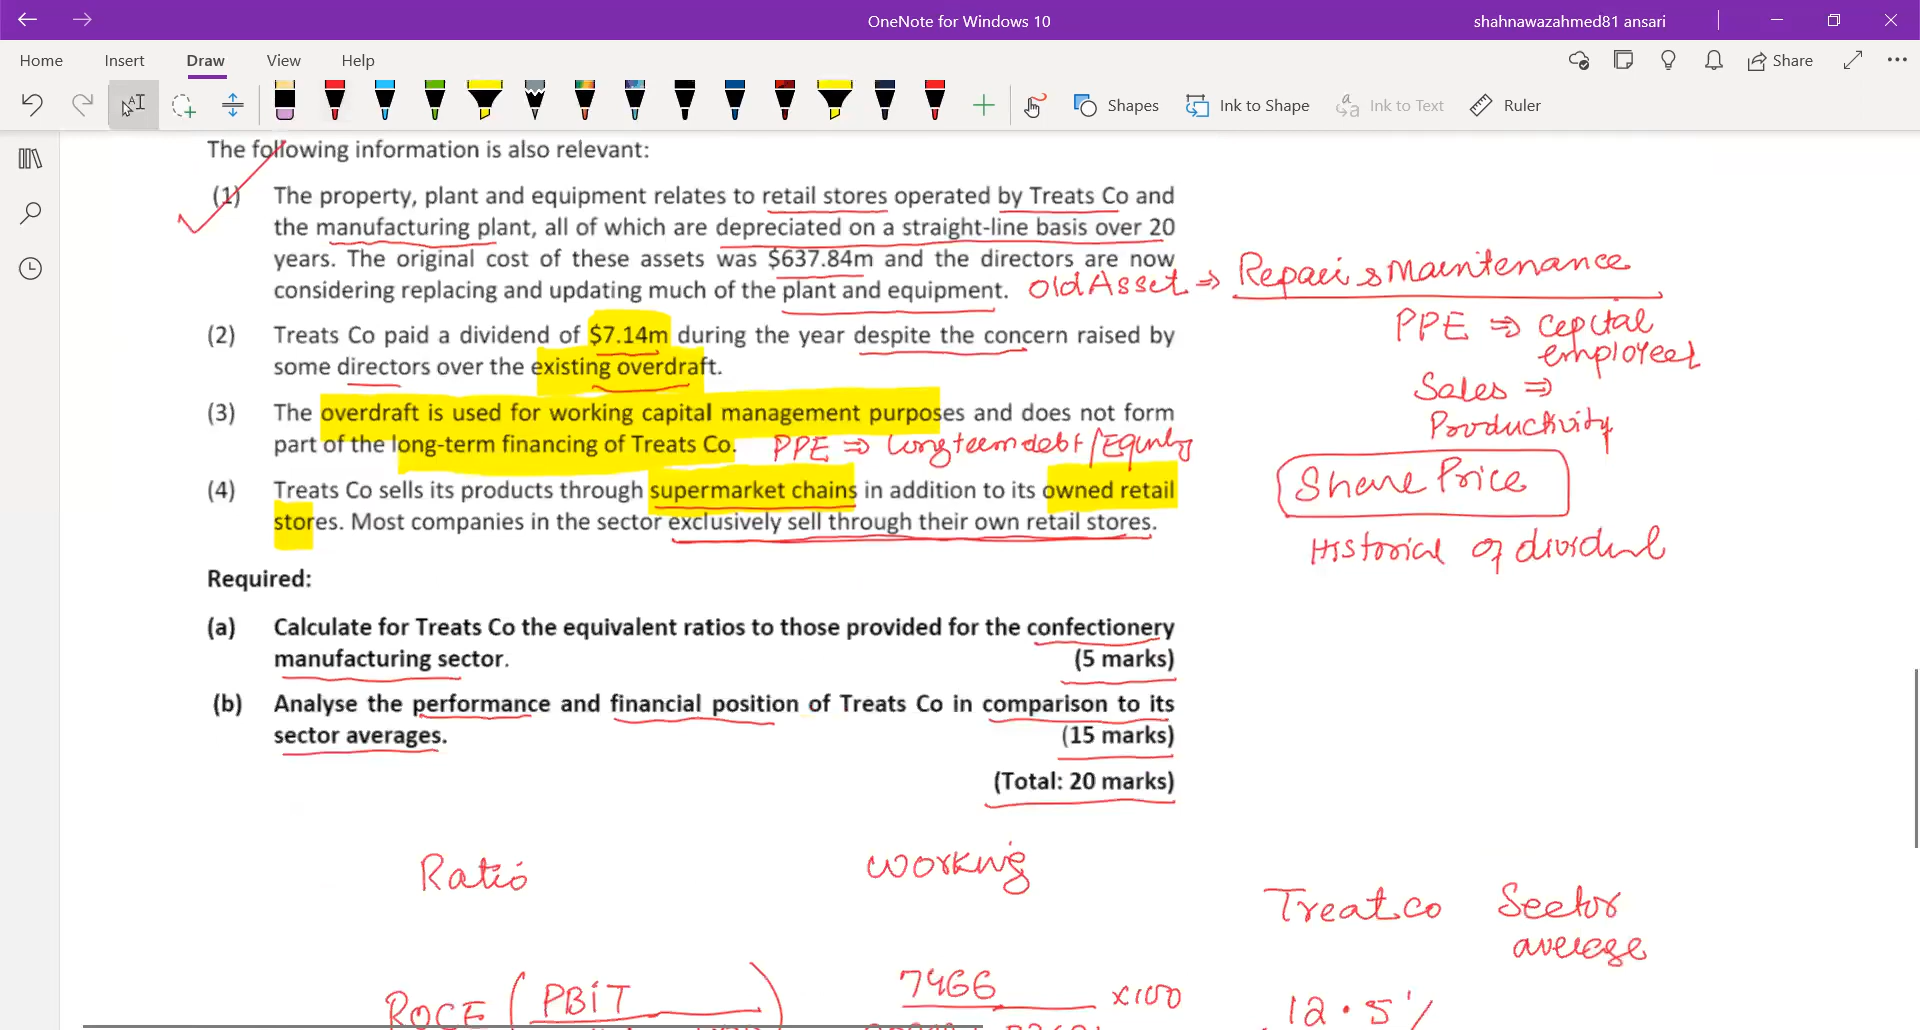 OneNote for Windows 10
shahnawazahmed81 ansari
Home
Insert
Draw
View
Help
Share
Shapes
Ink to Shape
Ink to Text
Ruler
The following information is also relevant:
(1) The property, plant and equipment relates to retail stores operated by Treats Co and
the manufacturing plant, all of which are depreciated on a straight-line basis over 20
years. The original cost of these assets was $637.84m and the directors are now
considering replacing and updating much of the plant and equipment.
Old Asset ⇒ Repair & Maintenance
PPE ⇒ capital
employed
(2) Treats Co paid a dividend of $7.14m during the year despite the concern raised by
some directors over the existing overdraft.
Sales ⇒
Productivity
(3) The overdraft is used for working capital management purposes and does not form
part of the long-term financing of Treats Co.
PPE ⇒ Long term debt/Equity
Share Price
(4) Treats Co sells its products through supermarket chains in addition to its owned retail
stores. Most companies in the sector exclusively sell through their own retail stores.
Historical of dividend
Required:
(a) Calculate for Treats Co the equivalent ratios to those provided for the confectionery
manufacturing sector. (5 marks)
(b) Analyse the performance and financial position of Treats Co in comparison to its
sector averages. (15 marks)
(Total: 20 marks)
Ratio
Working
Treatco
Sector
average
ROCE ( PBIT )
7466 ×100
12.5%